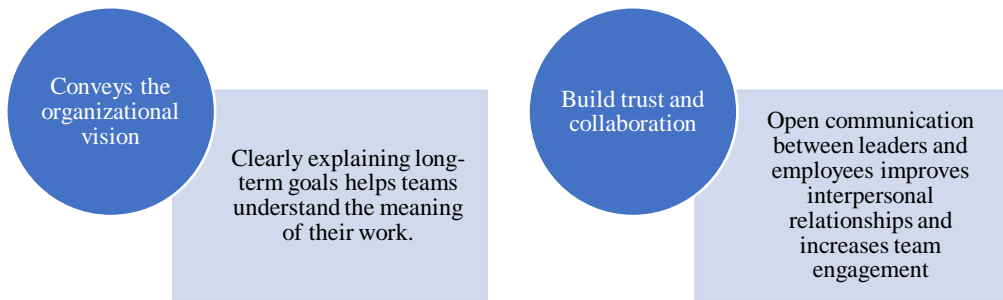 Conveys the
organizational
vision
Clearly explaining long-
term goals helps teams
understand the meaning
of their work.
Build trust and
collaboration
Open communication
between leaders and
employees improves
interpersonal
relationships and
increases team
engagement